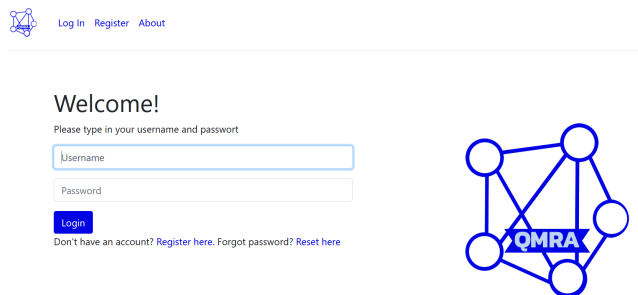 Log In Register About
Welcome!
Please type in your username and passwort
Username
Password
Login
Don't have an account? Register here. Forgot password? Reset here
QMRA